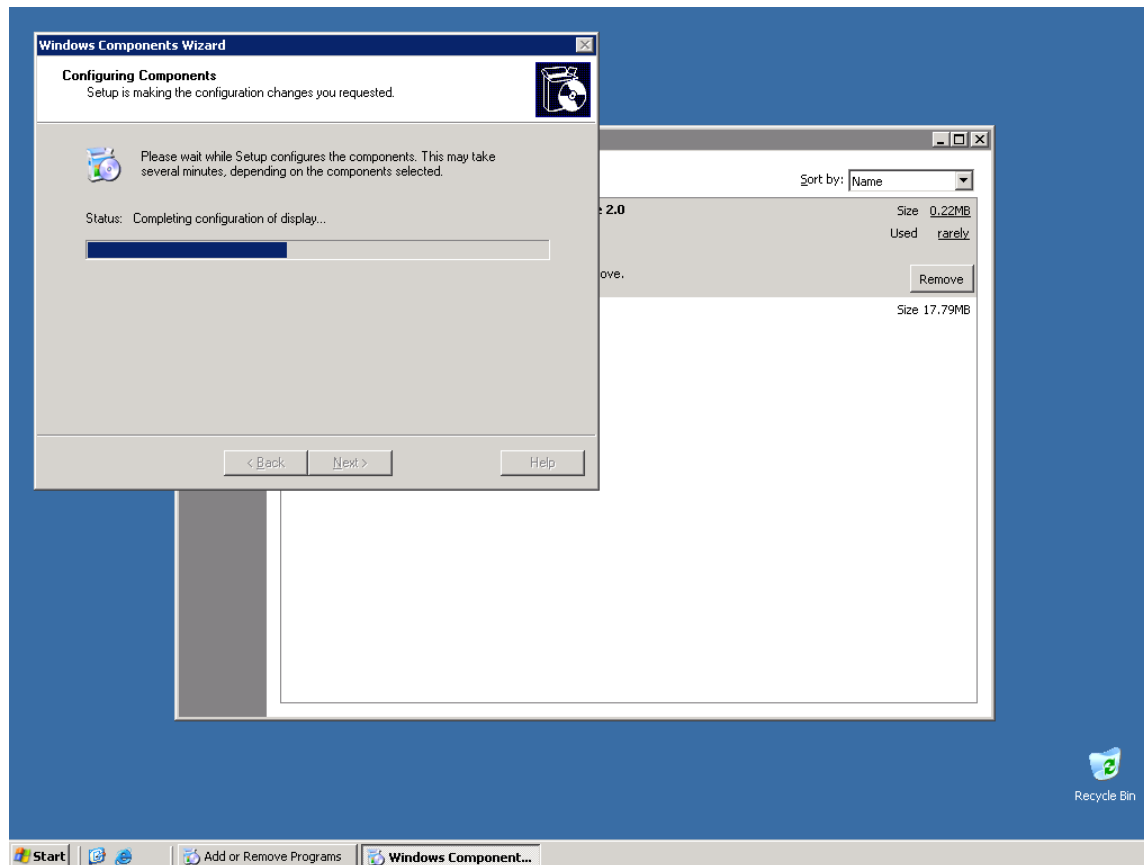 Windows Components Wizard
Configuring Components
Setup is making the configuration changes you requested.
Please wait while Setup configures the components. This may take
several minutes, depending on the components selected.
Status: Completing configuration of display...
< Back Next > Help
Sort by: Name
2.0 Size 0.22MB
Used rarely
ove. Remove
Size 17.79MB
Recycle Bin
Start Add or Remove Programs Windows Component...